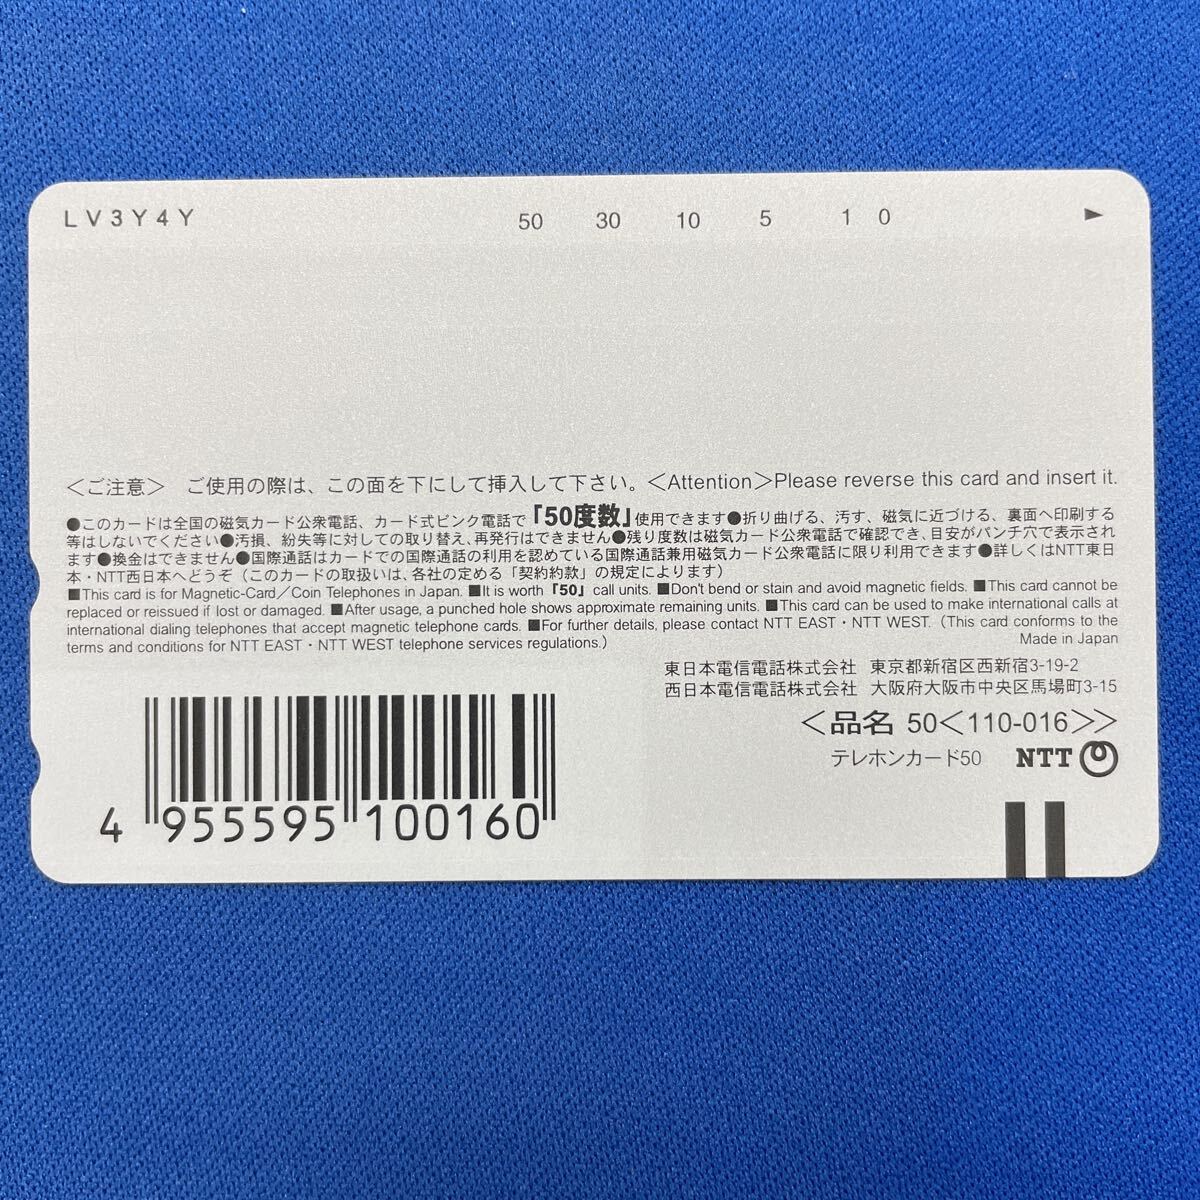 LV3Y4Y 50 30 10 5 1 0 ►
＜ご注意＞ ご使用の際は、この面を下にして挿入して下さい。＜Attention＞Please reverse this card and insert it.
●このカードは全国の磁気カード公衆電話、カード式ピンク電話で「50度数」使用できます●折り曲げる、汚す、磁気に近づける、裏面へ印刷する
等はしないでください●汚損、紛失等に対しての取り替え、再発行はできません●残り度数は磁気カード公衆電話で確認でき、目安がパンチ穴で表示され
ます●換金はできません●国際通話はカードでの国際通話の利用を認めている国際通話兼用磁気カード公衆電話に限り利用できます●詳しくはNTT東日
本・NTT西日本へどうぞ（このカードの取扱いは、各社の定める「契約約款」の規定によります）
■This card is for Magnetic-Card／Coin Telephones in Japan. ■It is worth「50」call units. ■Don't bend or stain and avoid magnetic fields. ■This card cannot be
replaced or reissued if lost or damaged. ■After usage, a punched hole shows approximate remaining units. ■This card can be used to make international calls at
international dialing telephones that accept magnetic telephone cards. ■For further details, please contact NTT EAST・NTT WEST. (This card conforms to the
terms and conditions for NTT EAST・NTT WEST telephone services regulations.)
Made in Japan
東日本電信電話株式会社 東京都新宿区西新宿3-19-2
西日本電信電話株式会社 大阪府大阪市中央区馬場町3-15
＜品名 50＜110-016＞＞
テレホンカード50 NTT
4 955595 100160